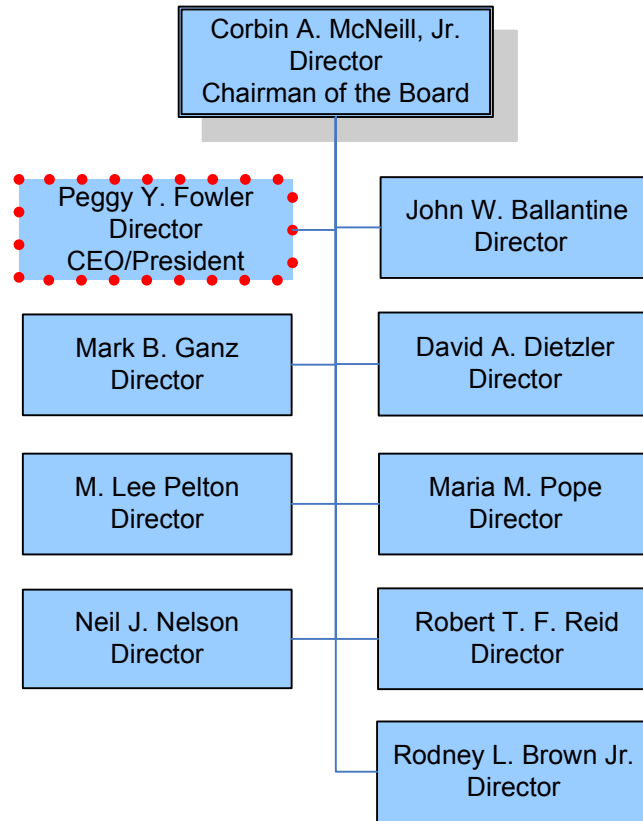 Corbin A. McNeill, Jr.
Director
Chairman of the Board
Peggy Y. Fowler
Director
CEO/President
John W. Ballantine
Director
Mark B. Ganz
Director
David A. Dietzler
Director
M. Lee Pelton
Director
Maria M. Pope
Director
Neil J. Nelson
Director
Robert T. F. Reid
Director
Rodney L. Brown Jr.
Director